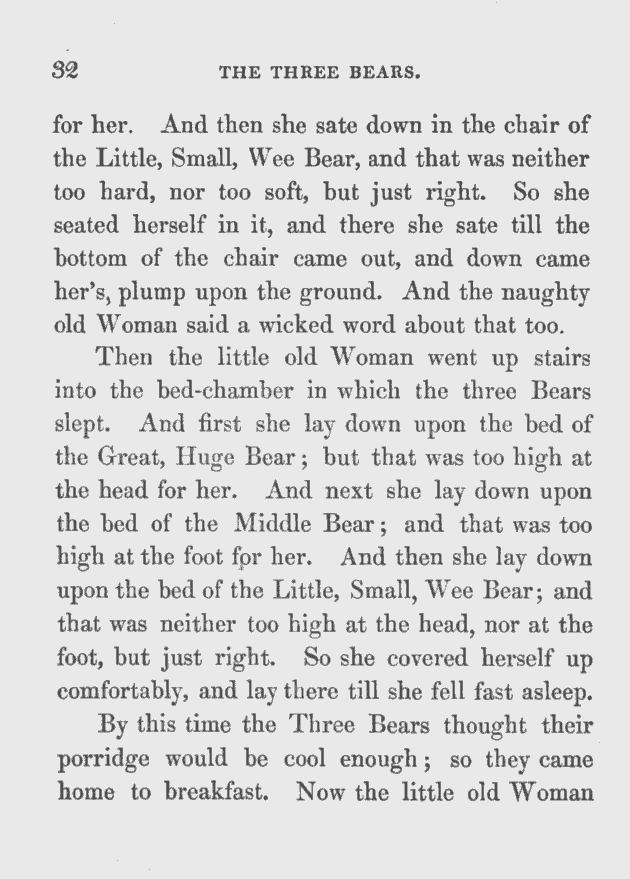 32 THE THREE BEARS.
for her. And then she sate down in the chair of
the Little, Small, Wee Bear, and that was neither
too hard, nor too soft, but just right. So she
seated herself in it, and there she sate till the
bottom of the chair came out, and down came
her's, plump upon the ground. And the naughty
old Woman said a wicked word about that too.
Then the little old Woman went up stairs
into the bed-chamber in which the three Bears
slept. And first she lay down upon the bed of
the Great, Huge Bear; but that was too high at
the head for her. And next she lay down upon
the bed of the Middle Bear; and that was too
high at the foot for her. And then she lay down
upon the bed of the Little, Small, Wee Bear; and
that was neither too high at the head, nor at the
foot, but just right. So she covered herself up
comfortably, and lay there till she fell fast asleep.
By this time the Three Bears thought their
porridge would be cool enough; so they came
home to breakfast. Now the little old Woman